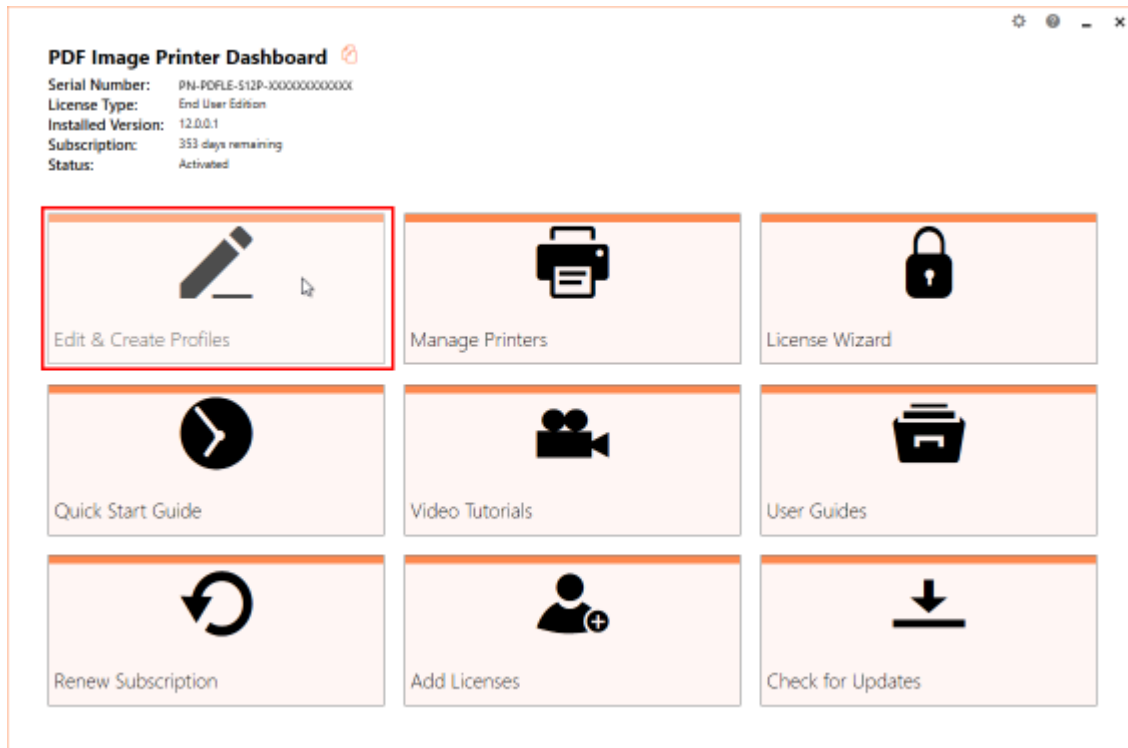 PDF Image Printer Dashboard
Serial Number: PN-PDFLE-S12P-XXXXXXXXXXXX
License Type: End User Edition
Installed Version: 12.0.0.1
Subscription: 353 days remaining
Status: Activated
Edit & Create Profiles
Manage Printers
License Wizard
Quick Start Guide
Video Tutorials
User Guides
Renew Subscription
Add Licenses
Check for Updates